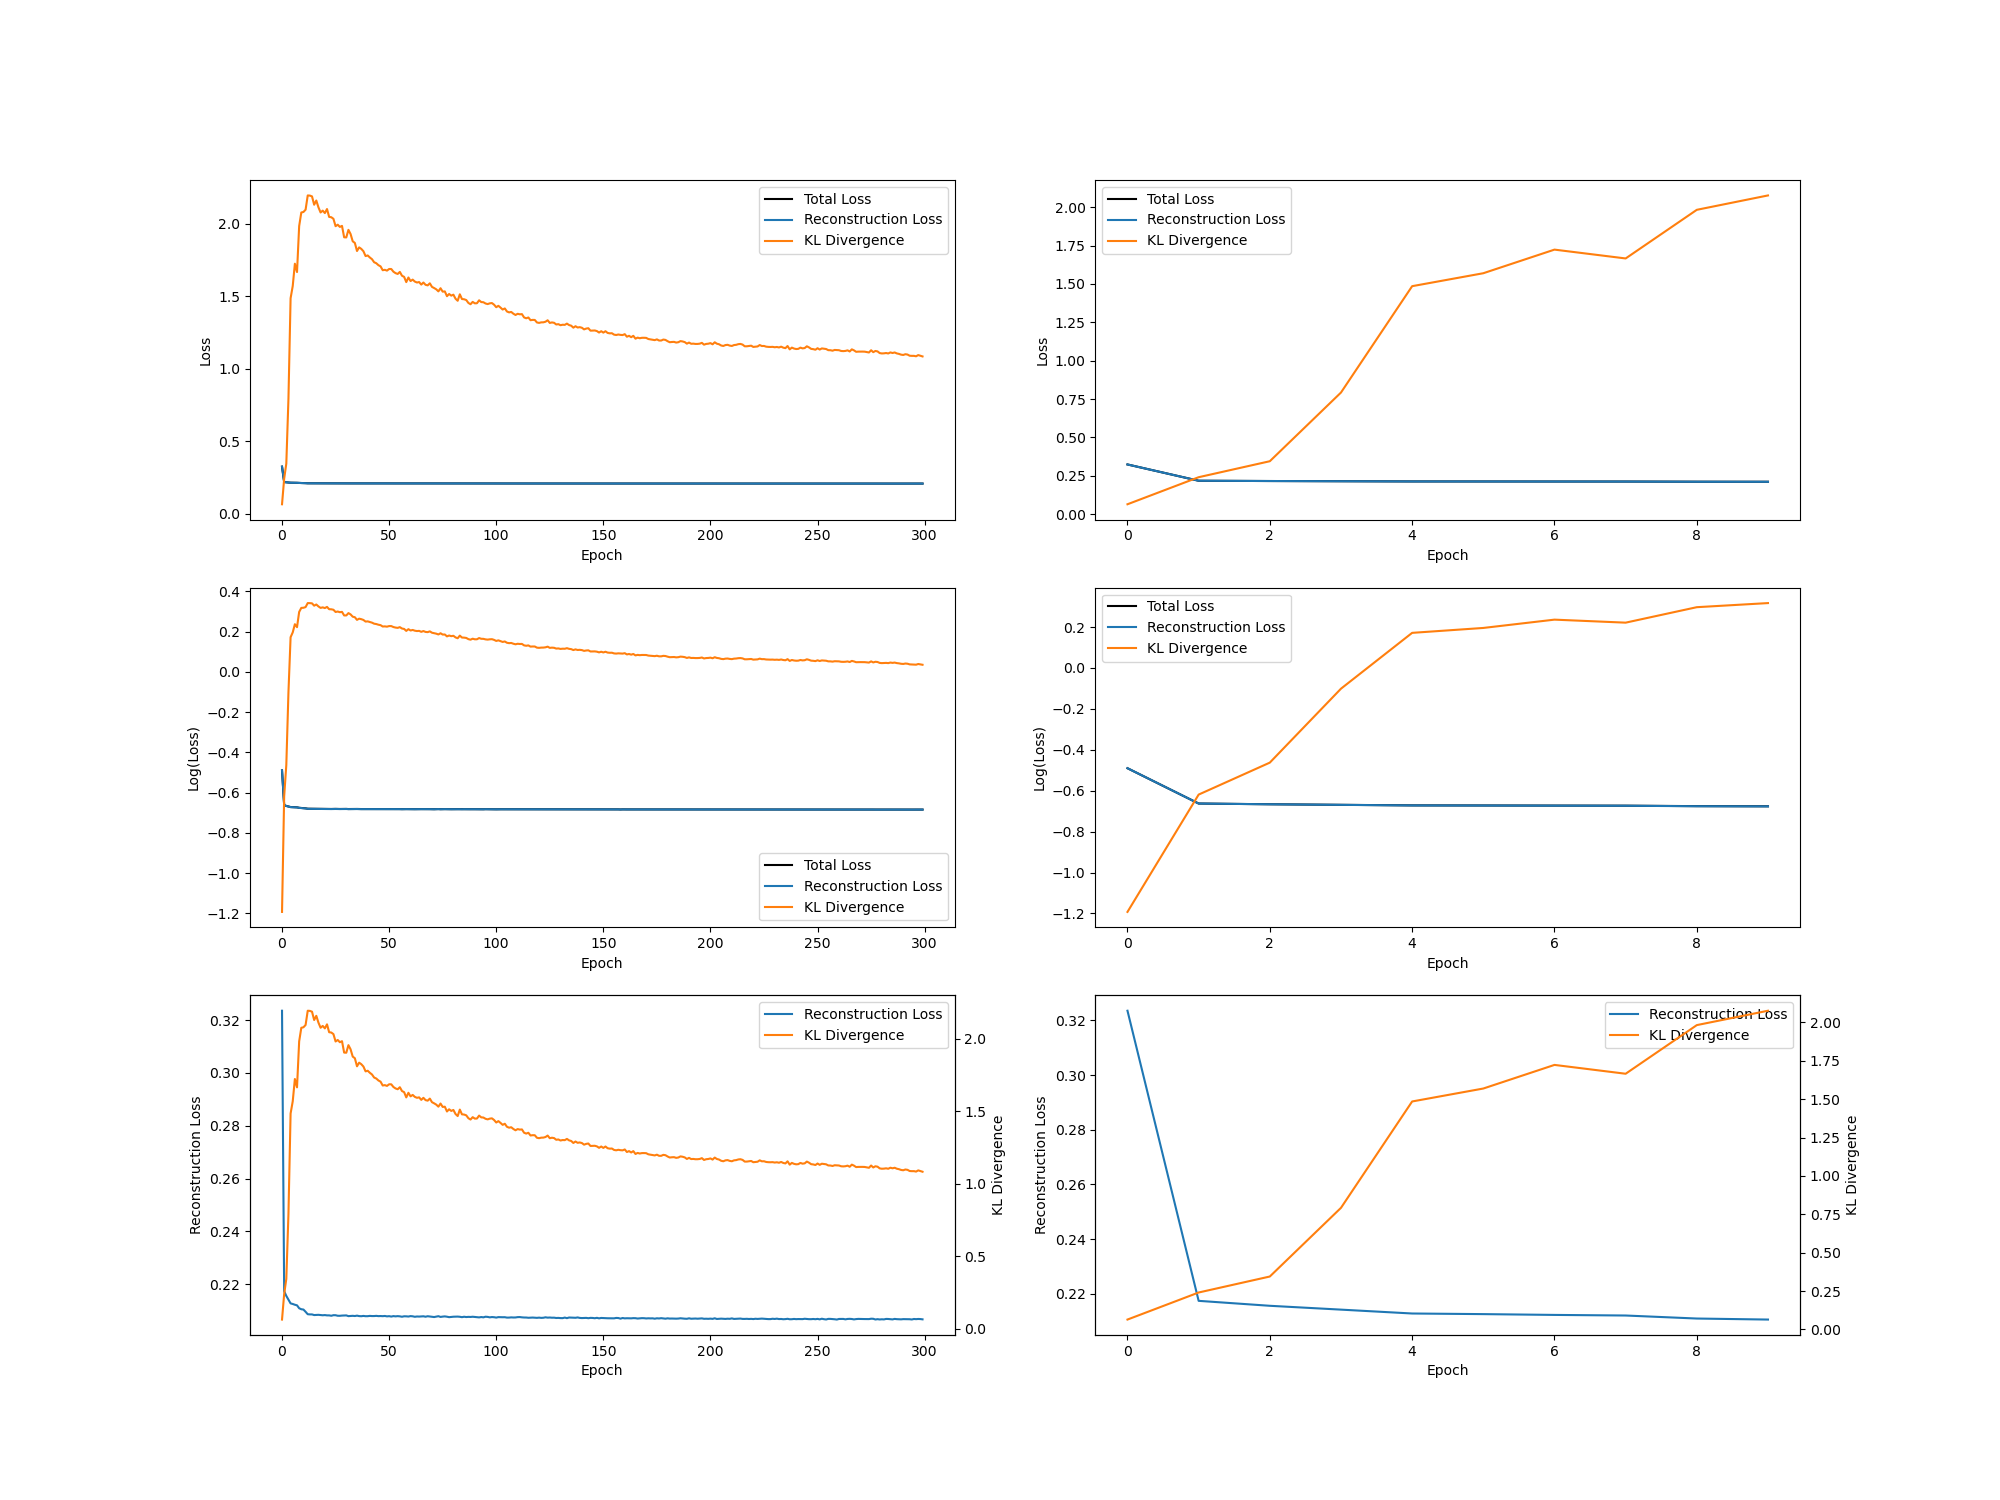 Total Loss
Reconstruction Loss
KL Divergence
Loss
2.0
1.5
1.0
0.5
0.0
0 50 100 150 200 250 300
Epoch
Total Loss
Reconstruction Loss
KL Divergence
Loss
2.00
1.75
1.50
1.25
1.00
0.75
0.50
0.25
0.00
0 2 4 6 8
Epoch
Log(Loss)
0.4
0.2
0.0
−0.2
−0.4
−0.6
−0.8
−1.0
−1.2
Total Loss
Reconstruction Loss
KL Divergence
0 50 100 150 200 250 300
Epoch
Total Loss
Reconstruction Loss
KL Divergence
Log(Loss)
0.2
0.0
−0.2
−0.4
−0.6
−0.8
−1.0
−1.2
0 2 4 6 8
Epoch
Reconstruction Loss
KL Divergence
Reconstruction Loss
0.32
0.30
0.28
0.26
0.24
0.22
2.0
1.5
1.0
0.5
0.0
KL Divergence
0 50 100 150 200 250 300
Epoch
Reconstruction Loss
KL Divergence
Reconstruction Loss
0.32
0.30
0.28
0.26
0.24
0.22
2.00
1.75
1.50
1.25
1.00
0.75
0.50
0.25
0.00
KL Divergence
0 2 4 6 8
Epoch